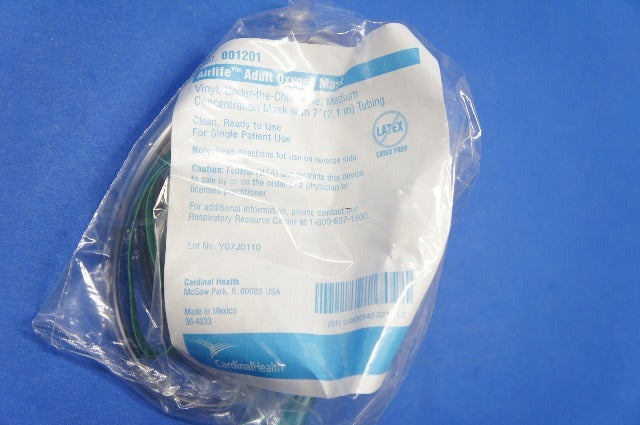 001201
Airlife™ Adult Oxygen Mask
Vinyl, Under-the-Chin Medium
Concentration Mask with 7' (2.1 m) Tubing
Clean, Ready to Use
For Single Patient Use
LATEX
LATEX FREE
Note: Read directions for use on reverse side.
Caution: Federal (USA) law restricts this device
to sale by or on the order of a physician or
licensed practitioner.
For additional information, please contact our
Respiratory Resource Center at 1-800-637-1500.
Lot No. Y07J0110
Cardinal Health
McGaw Park, IL 60085 USA
Made in Mexico
36-4033
(01) 0
CardinalHealth